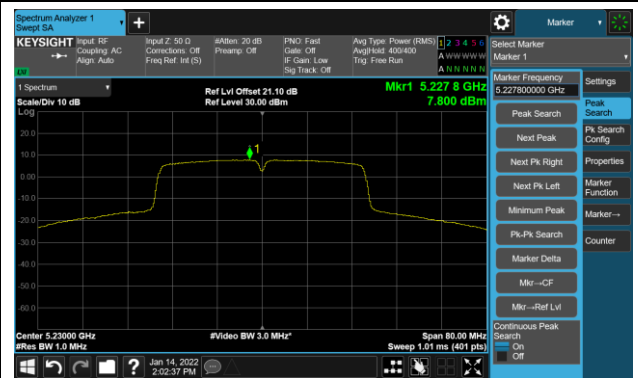 Spectrum Analyzer 1
Swept SA
Marker
KEYSIGHT
Input: RF
Coupling: AC
Align: Auto
Input Z: 50 Ω
Corrections: Off
Freq Ref: Int (S)
#Atten: 20 dB
Preamp: Off
PNO: Fast
Gate: Off
IF Gain: Low
Sig Track: Off
Avg Type: Power (RMS)
Avg|Hold: 400/400
Trig: Free Run
1 2 3 4 5 6
A W W W W W
A N N N N N
LXI
Select Marker
Marker 1
1 Spectrum
Scale/Div 10 dB
Log
Ref Lvl Offset 21.10 dB
Ref Level 30.00 dBm
Mkr1 5.227 8 GHz
7.800 dBm
20.0
10.0
0.00
-10.0
-20.0
-30.0
-40.0
-50.0
-60.0
1
Center 5.23000 GHz
#Res BW 1.0 MHz
#Video BW 3.0 MHz*
Span 80.00 MHz
Sweep 1.01 ms (401 pts)
Marker Frequency
5.227800000 GHz
Peak Search
Next Peak
Next Pk Right
Next Pk Left
Minimum Peak
Pk-Pk Search
Marker Delta
Mkr→CF
Mkr→Ref Lvl
Continuous Peak
Search
On
Off
Settings
Peak
Search
Pk Search
Config
Properties
Marker
Function
Marker→
Counter
Jan 14, 2022
2:02:37 PM